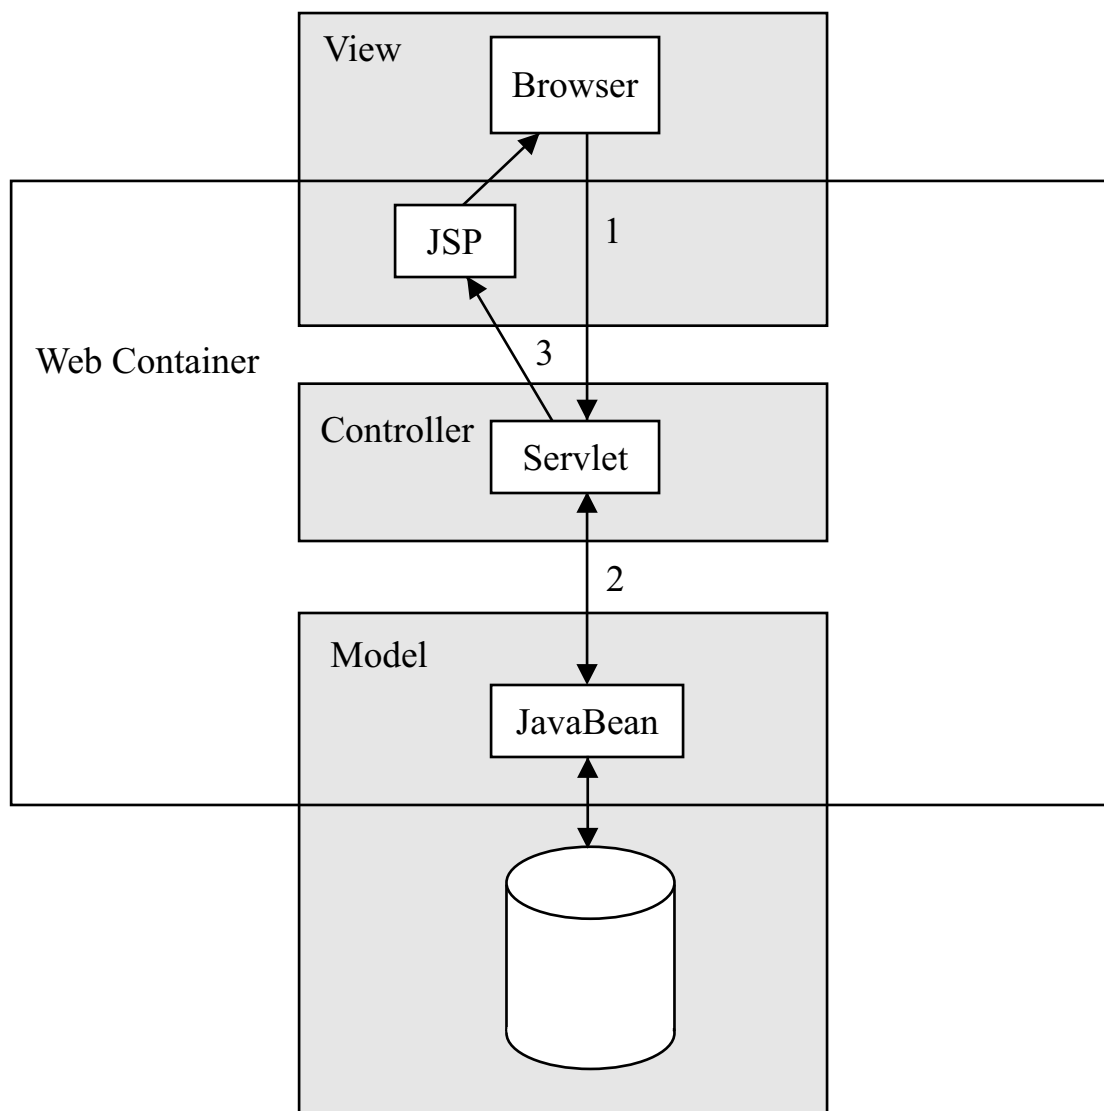 View
Browser
JSP
1
Web Container
3
Controller
Servlet
2
Model
JavaBean